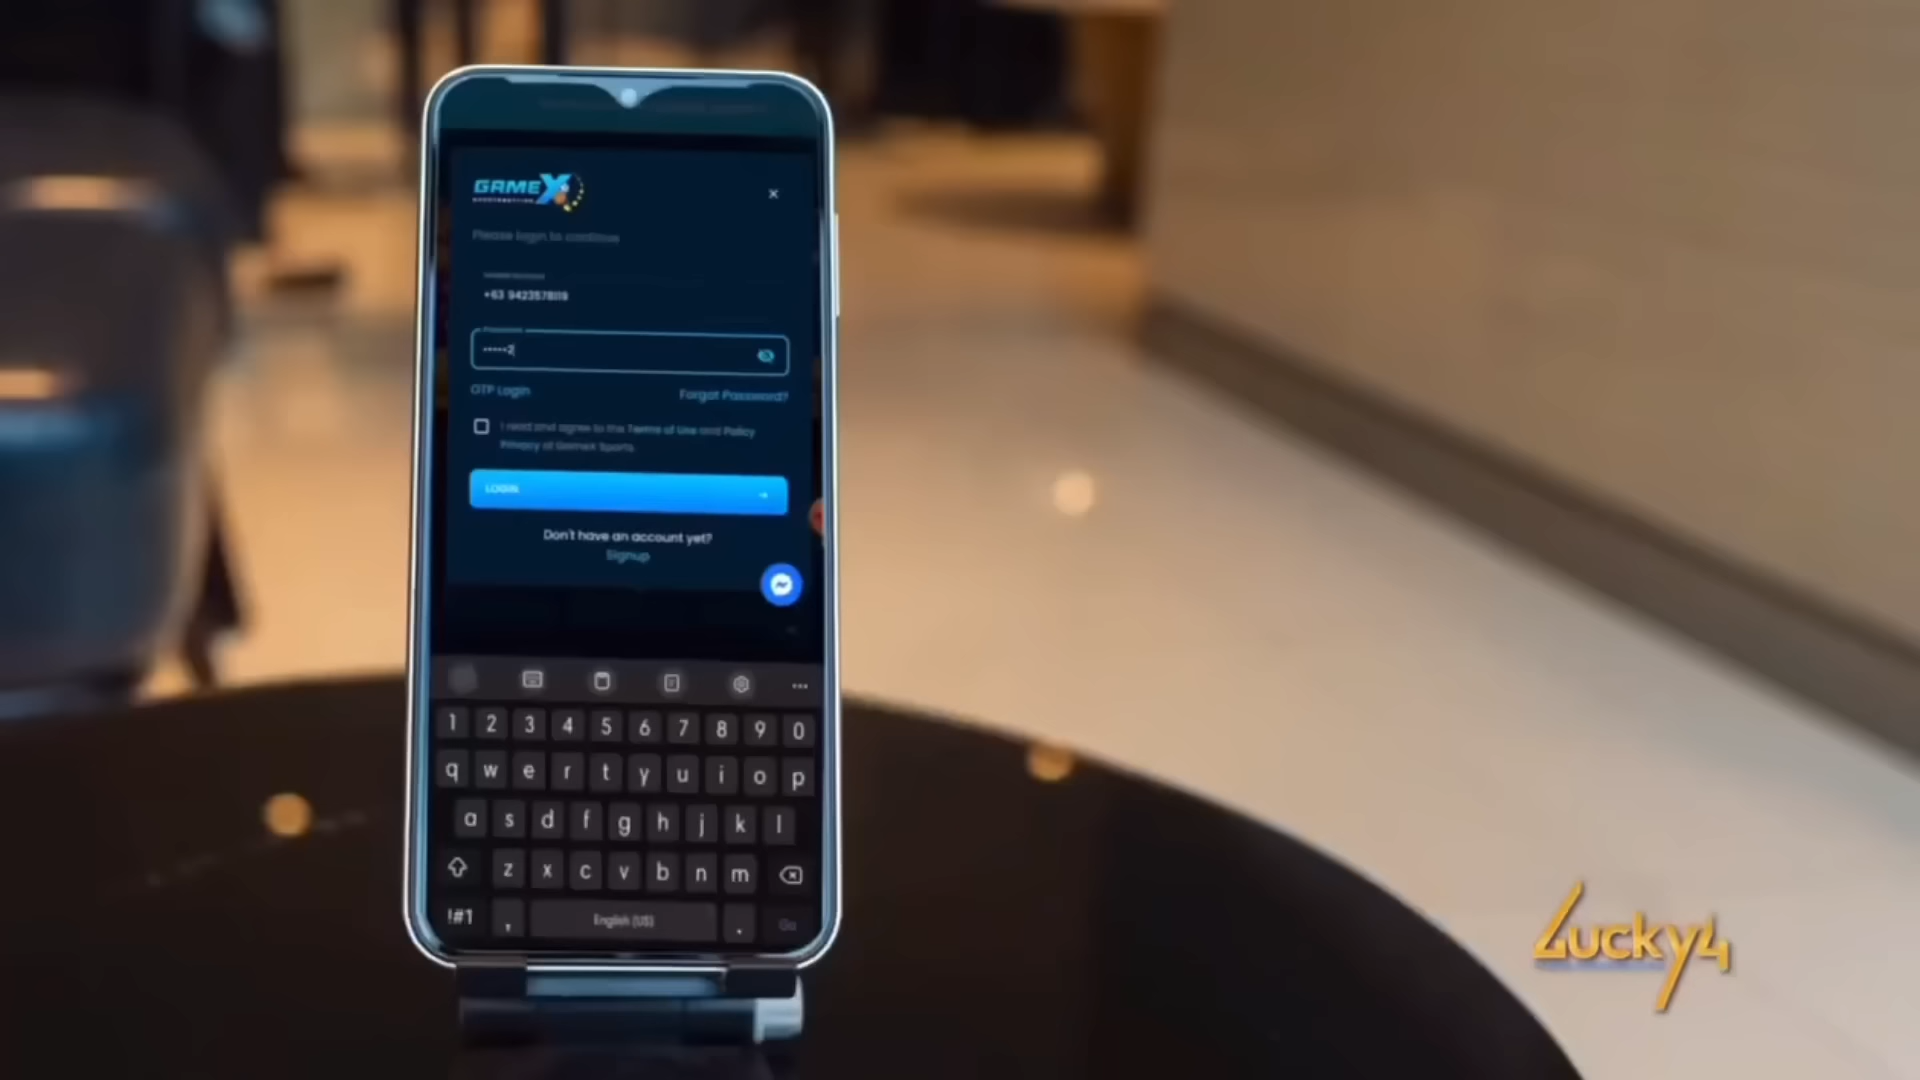 GAMEX
×
Please login to continue
+63 9423578119
•••••2
OTP Login
Forgot Password?
I read and agree to the Terms of Use and Policy
Privacy of GameX Sports.
LOGIN
Don't have an account yet?
Signup
1 2 3 4 5 6 7 8 9 0
q w e r t y u i o p
a s d f g h j k l
z x c v b n m
!#1 , English (US) . Go
Lucky4